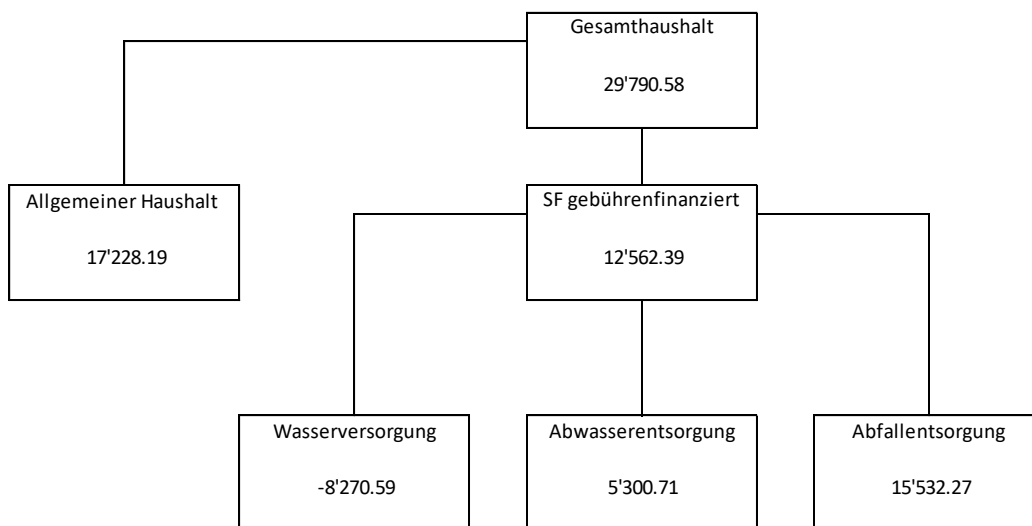 Gesamthaushalt
29'790.58
Allgemeiner Haushalt
17'228.19
SF gebührenfinanziert
12'562.39
Wasserversorgung
-8'270.59
Abwasserentsorgung
5'300.71
Abfallentsorgung
15'532.27